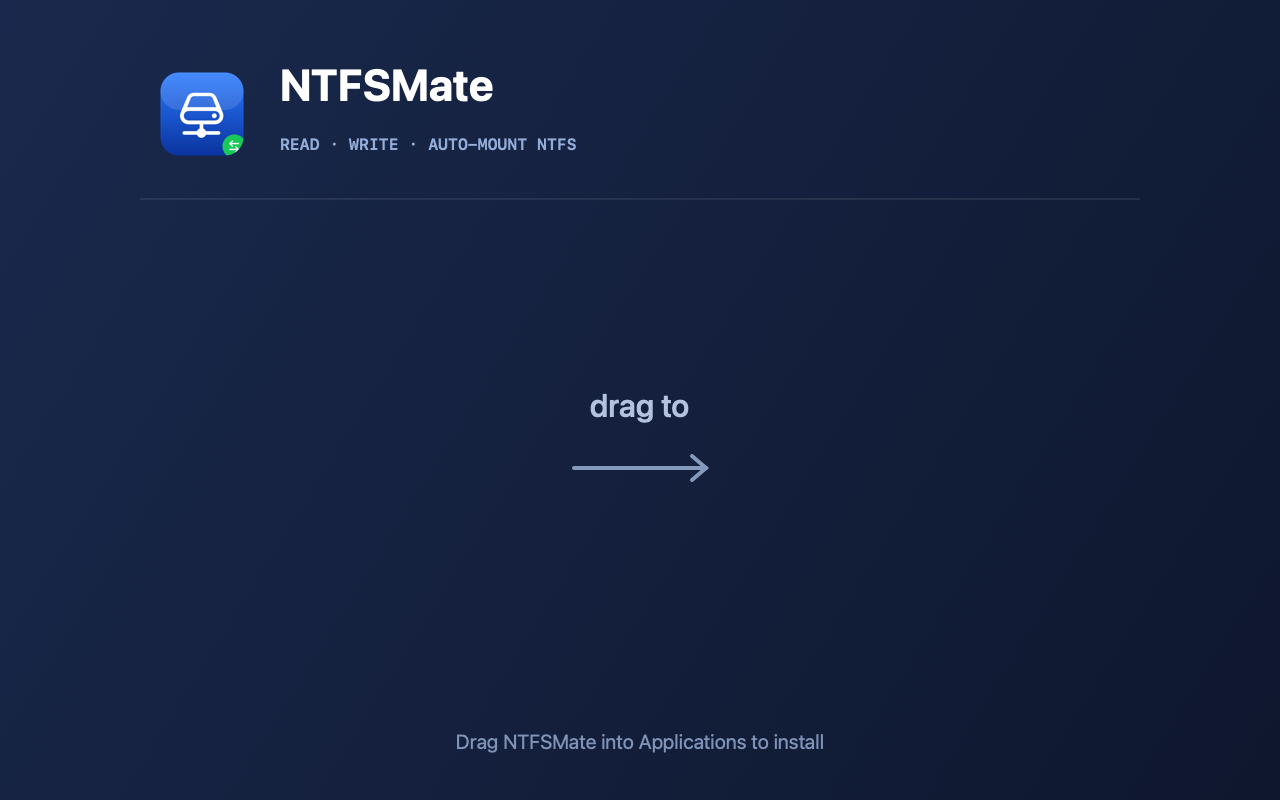 NTFSMate
READ · WRITE · AUTO–MOUNT NTFS
drag to
Drag NTFSMate into Applications to install